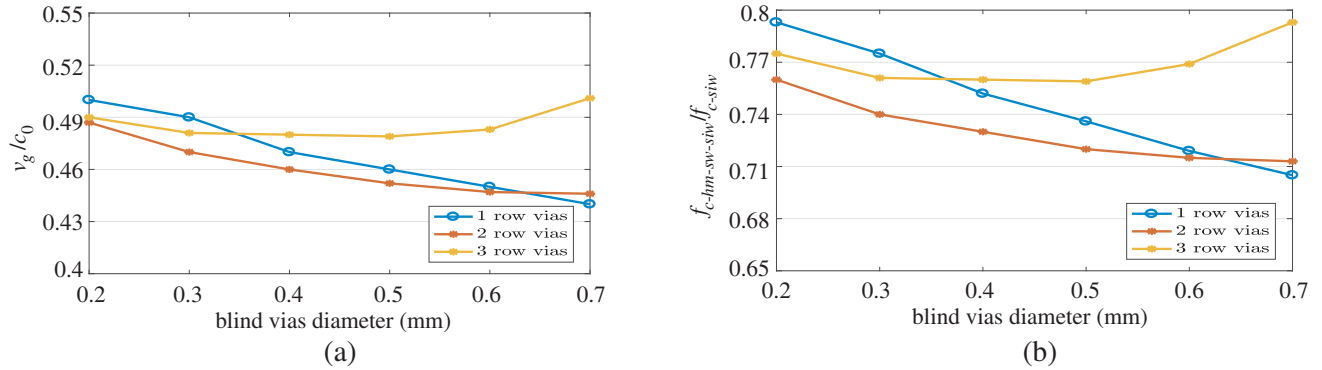 0.55
0.52
0.49
0.46
0.43
0.4
v_g/c_0
0.2 0.3 0.4 0.5 0.6 0.7
blind vias diameter (mm)
1 row vias
2 row vias
3 row vias
(a)
0.8
0.77
0.74
0.71
0.68
0.65
f_{c-hm-sw-siw}/f_{c-siw}
0.2 0.3 0.4 0.5 0.6 0.7
blind vias diameter (mm)
1 row vias
2 row vias
3 row vias
(b)